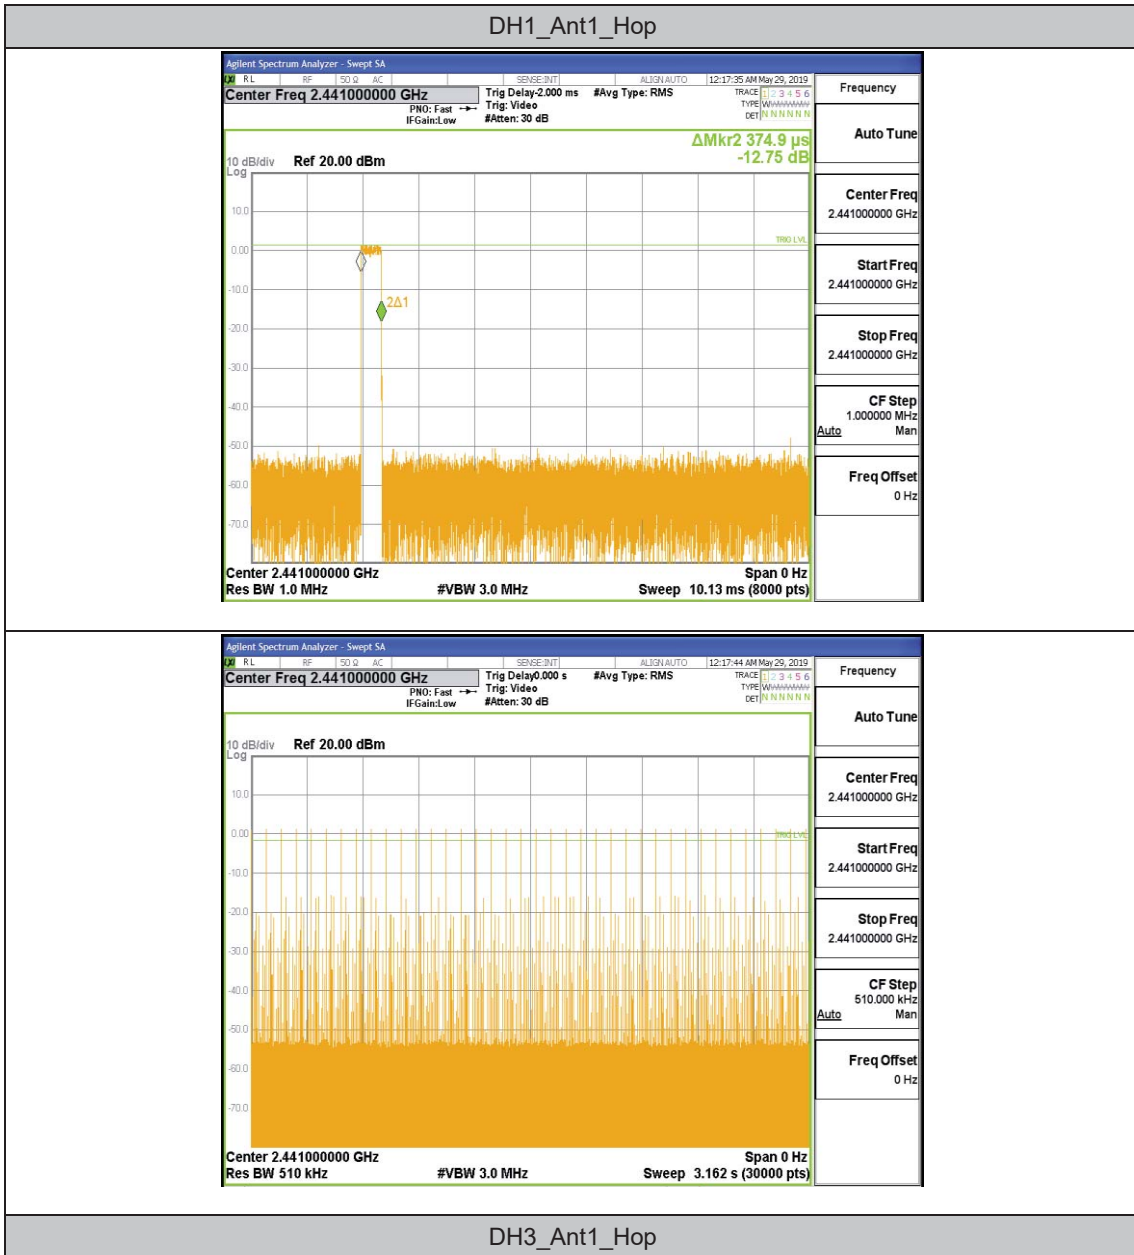 DH1_Ant1_Hop
Agilent Spectrum Analyzer - Swept SA
LXI RL RF 50 Ω AC SENSE:INT ALIGN AUTO 12:17:35 AM May 29, 2019
Center Freq 2.441000000 GHz
PNO: Fast
IFGain:Low
Trig Delay-2.000 ms
Trig: Video
#Atten: 30 dB
#Avg Type: RMS
TRACE 1 2 3 4 5 6
TYPE W
DET N N N N N N
ΔMkr2 374.9 μs
-12.75 dB
10 dB/div Ref 20.00 dBm
Log
10.0
0.00
-10.0
-20.0
-30.0
-40.0
-50.0
-60.0
-70.0
TRIG LVL
2Δ1
Center 2.441000000 GHz Span 0 Hz
Res BW 1.0 MHz #VBW 3.0 MHz Sweep 10.13 ms (8000 pts)
Frequency
Auto Tune
Center Freq
2.441000000 GHz
Start Freq
2.441000000 GHz
Stop Freq
2.441000000 GHz
CF Step
1.000000 MHz
Auto Man
Freq Offset
0 Hz
Agilent Spectrum Analyzer - Swept SA
LXI RL RF 50 Ω AC SENSE:INT ALIGN AUTO 12:17:44 AM May 29, 2019
Center Freq 2.441000000 GHz
PNO: Fast
IFGain:Low
Trig Delay0.000 s
Trig: Video
#Atten: 30 dB
#Avg Type: RMS
TRACE 1 2 3 4 5 6
TYPE W
DET N N N N N N
10 dB/div Ref 20.00 dBm
Log
10.0
0.00
-10.0
-20.0
-30.0
-40.0
-50.0
-60.0
-70.0
TRIG LVL
Center 2.441000000 GHz Span 0 Hz
Res BW 510 kHz #VBW 3.0 MHz Sweep 3.162 s (30000 pts)
Frequency
Auto Tune
Center Freq
2.441000000 GHz
Start Freq
2.441000000 GHz
Stop Freq
2.441000000 GHz
CF Step
510.000 kHz
Auto Man
Freq Offset
0 Hz
DH3_Ant1_Hop